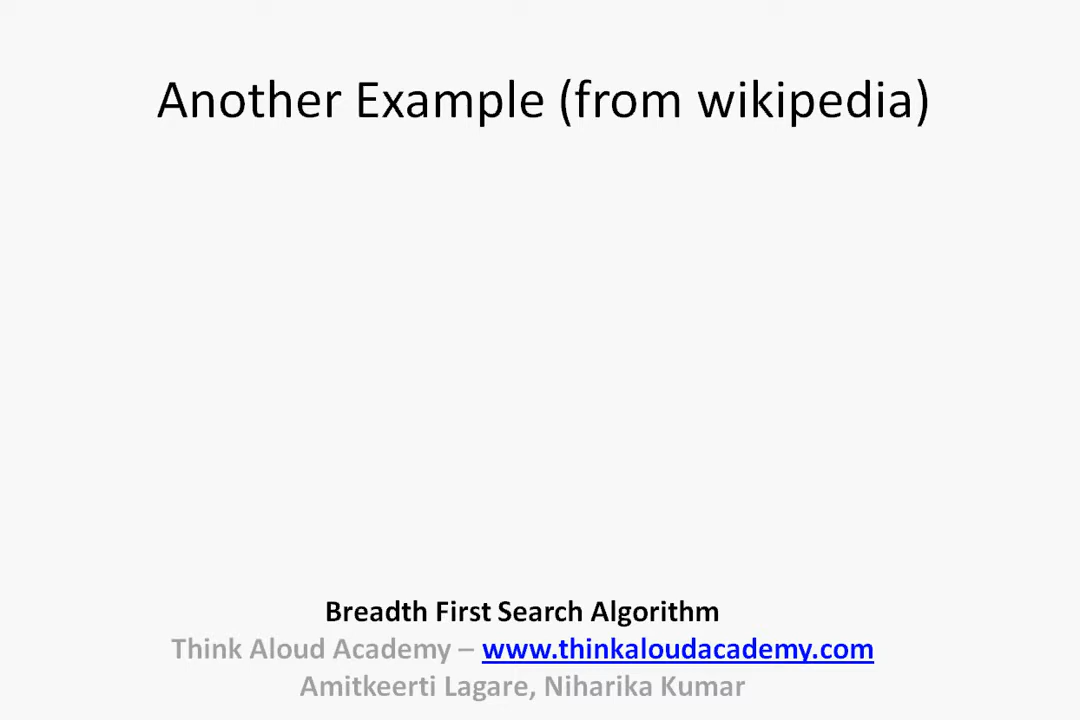 Another Example (from wikipedia)
Breadth First Search Algorithm
Think Aloud Academy – www.thinkaloudacademy.com
Amitkeerti Lagare, Niharika Kumar